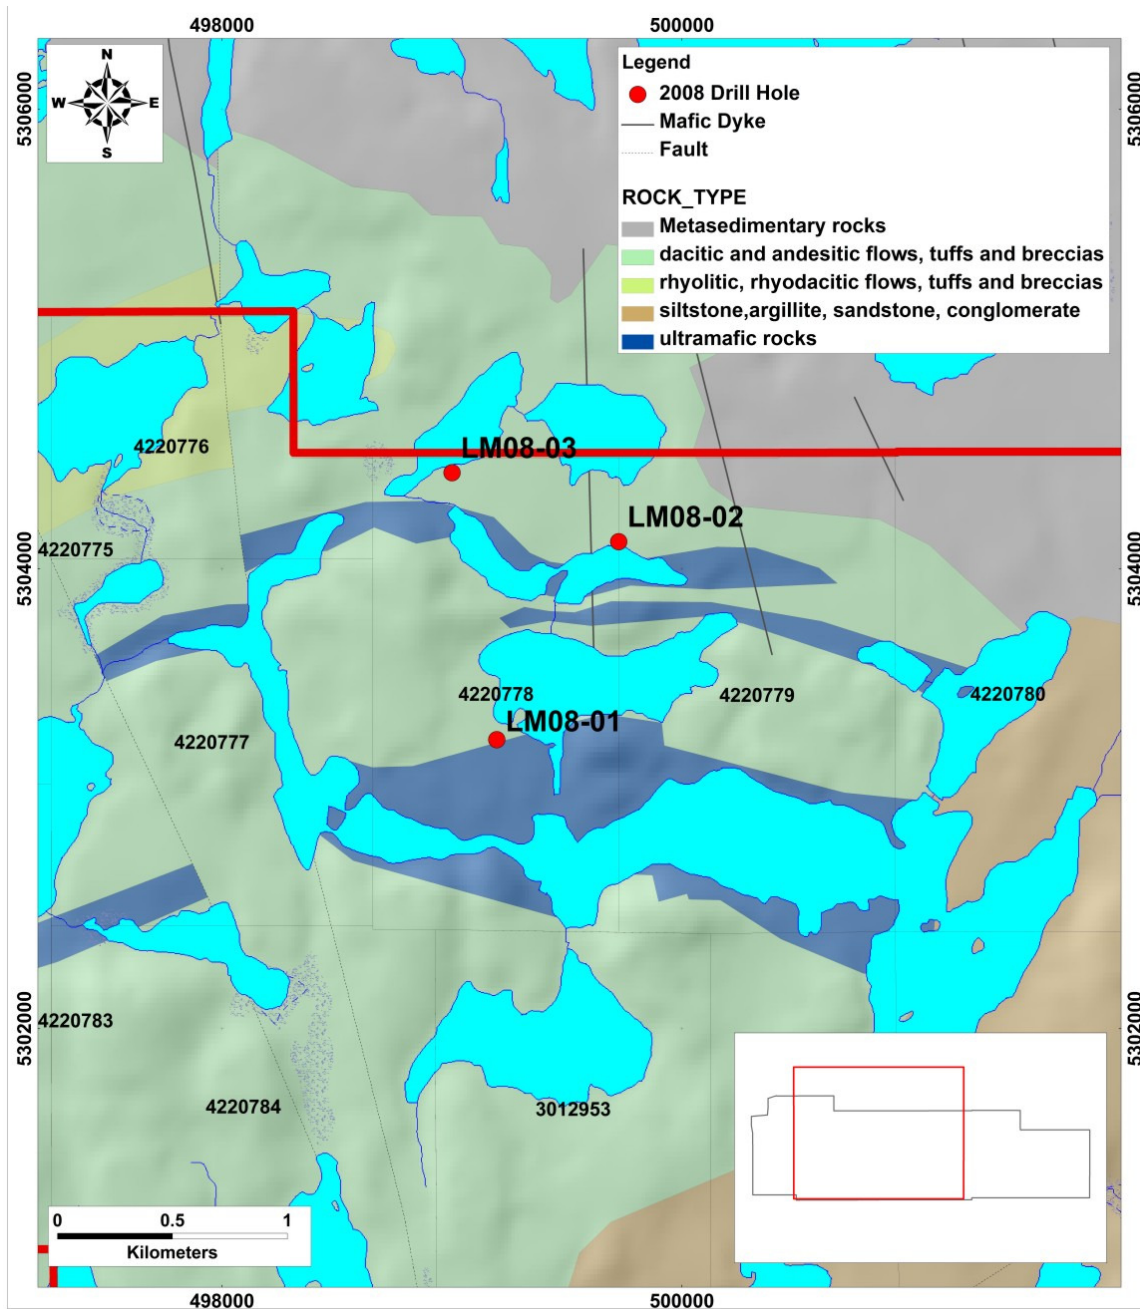 498000
500000
5306000
5306000
N
W
E
S
Legend
2008 Drill Hole
Mafic Dyke
Fault
ROCK_TYPE
Metasedimentary rocks
dacitic and andesitic flows, tuffs and breccias
rhyolitic, rhyodacitic flows, tuffs and breccias
siltstone,argillite, sandstone, conglomerate
ultramafic rocks
4220776
LM08-03
LM08-02
4220775
5304000
5304000
4220778
4220779
4220780
LM08-01
4220777
4220783
5302000
5302000
4220784
3012953
0
0.5
1
Kilometers
498000
500000